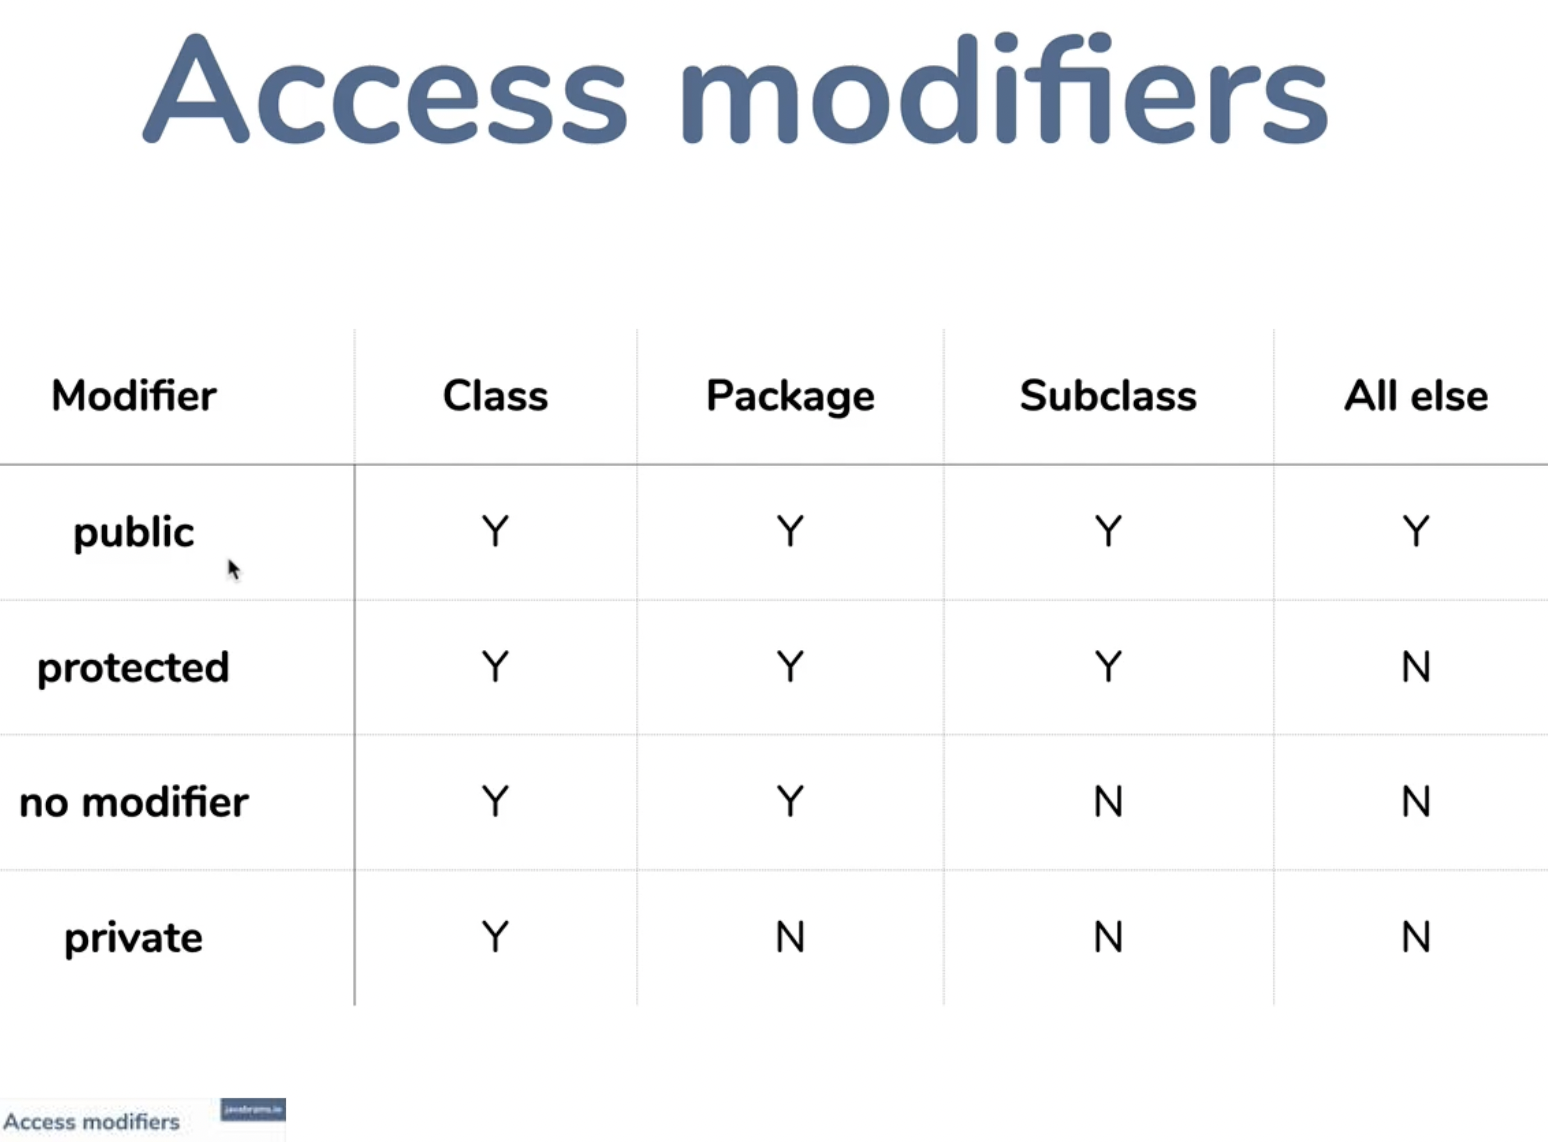 Access modifiers
Modifier Class Package Subclass All else
public Y Y Y Y
protected Y Y Y N
no modifier Y Y N N
private Y N N N
Access modifiers
javabrains.io